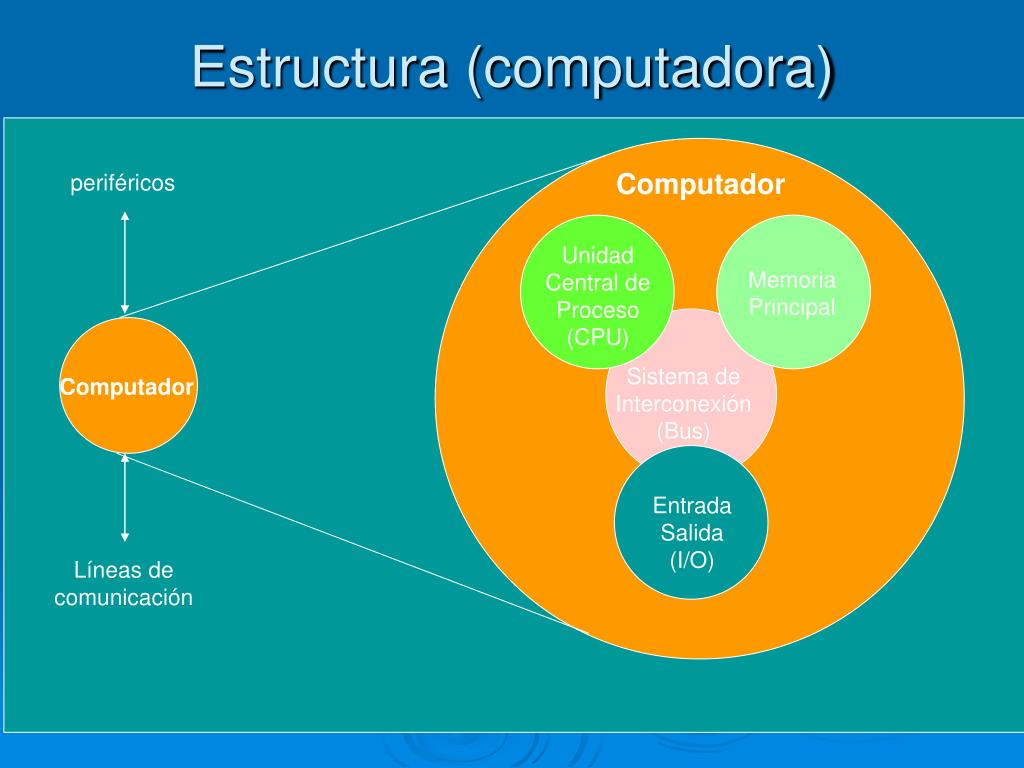 Estructura (computadora)
periféricos
Computador
Líneas de
comunicación
Computador
Unidad
Central de
Proceso
(CPU)
Memoria
Principal
Sistema de
Interconexión
(Bus)
Entrada
Salida
(I/O)